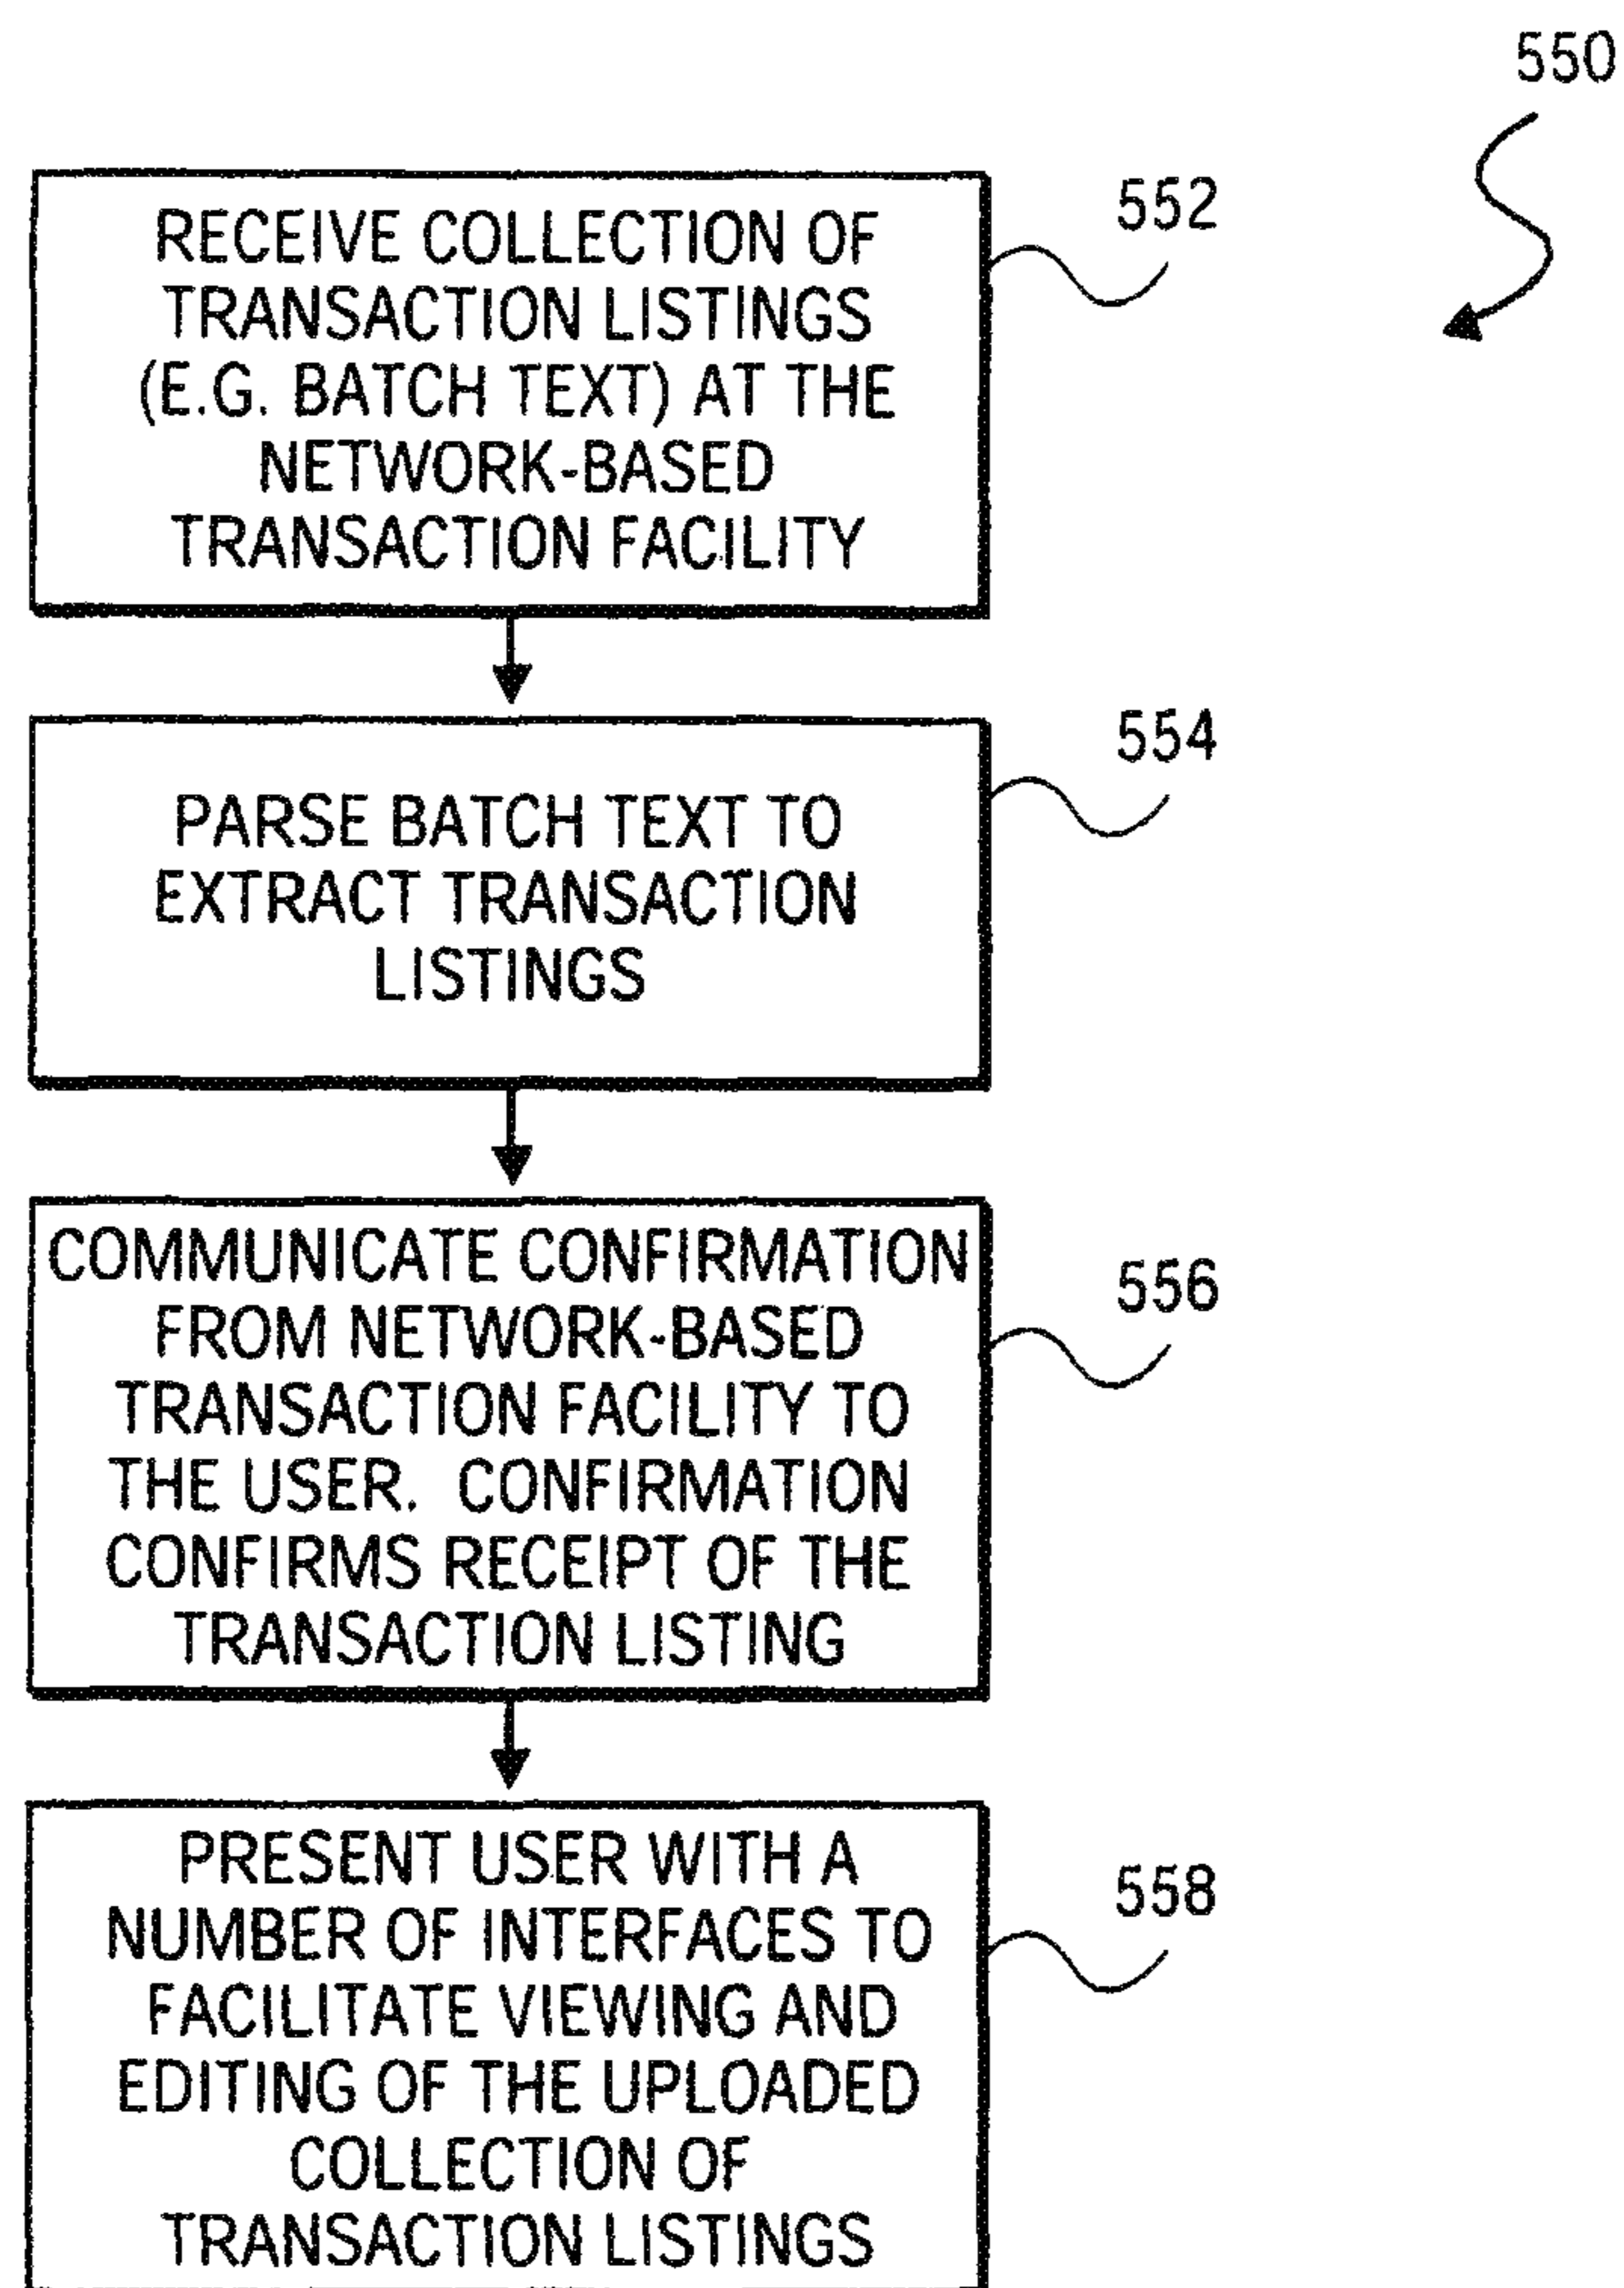 550
552
RECEIVE COLLECTION OF
TRANSACTION LISTINGS
(E.G. BATCH TEXT) AT THE
NETWORK-BASED
TRANSACTION FACILITY
554
PARSE BATCH TEXT TO
EXTRACT TRANSACTION
LISTINGS
556
COMMUNICATE CONFIRMATION
FROM NETWORK-BASED
TRANSACTION FACILITY TO
THE USER. CONFIRMATION
CONFIRMS RECEIPT OF THE
TRANSACTION LISTING
558
PRESENT USER WITH A
NUMBER OF INTERFACES TO
FACILITATE VIEWING AND
EDITING OF THE UPLOADED
COLLECTION OF
TRANSACTION LISTINGS